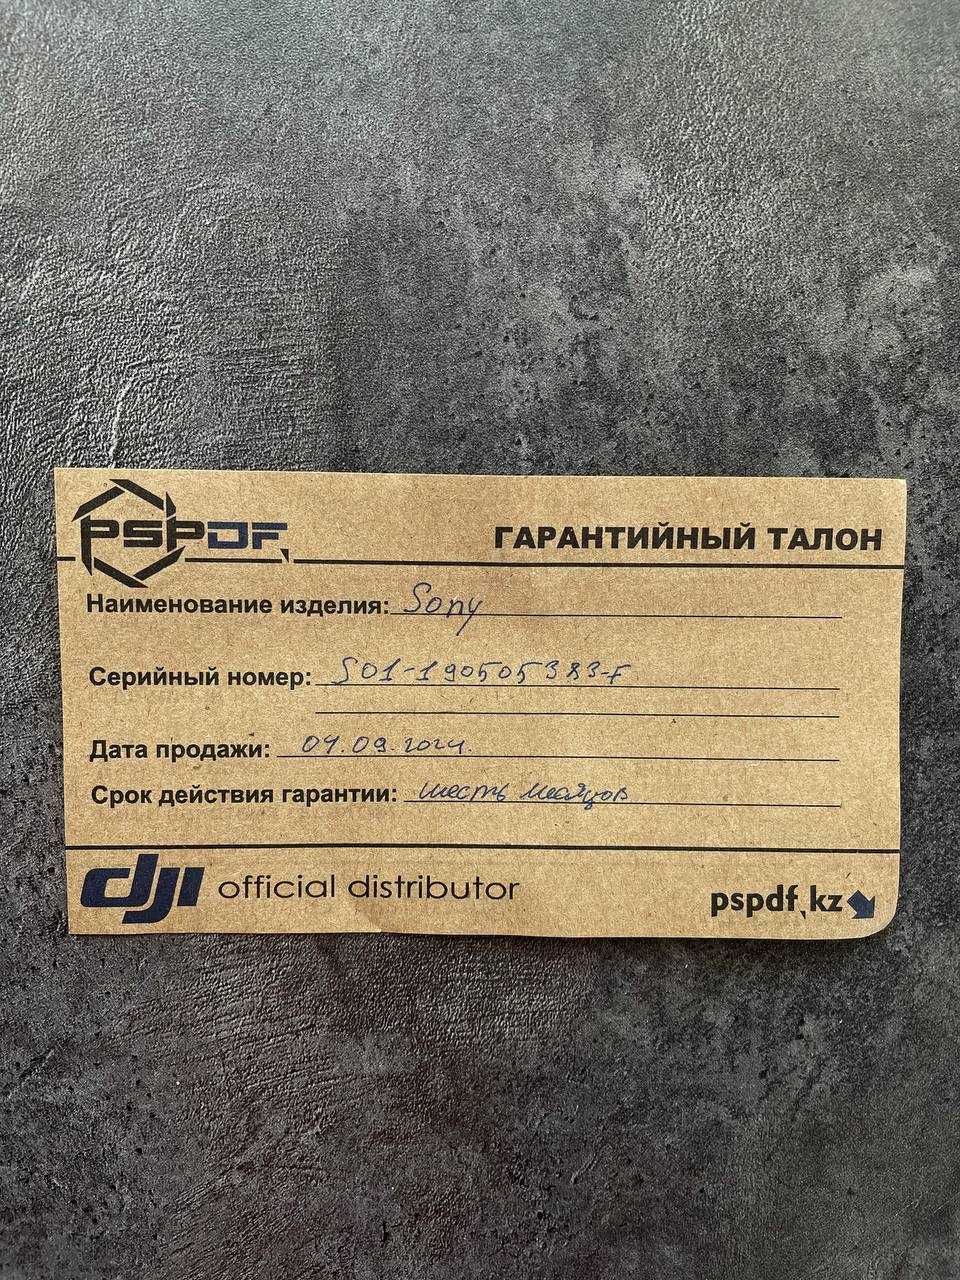 PSPDF
ГАРАНТИЙНЫЙ ТАЛОН
Наименование изделия: Sony
Серийный номер: S01-190505383-F
Дата продажи: 04.09.2024.
Срок действия гарантии: шесть месяцов
dji official distributor
pspdf.kz